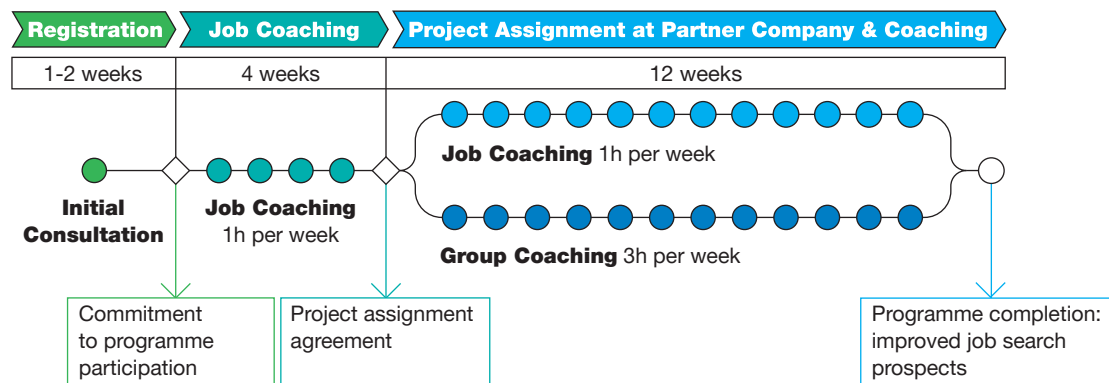 Registration
Job Coaching
Project Assignment at Partner Company & Coaching
1-2 weeks
4 weeks
12 weeks
Initial
Consultation
Job Coaching
1h per week
Job Coaching 1h per week
Group Coaching 3h per week
Commitment
to programme
participation
Project assignment
agreement
Programme completion:
improved job search
prospects